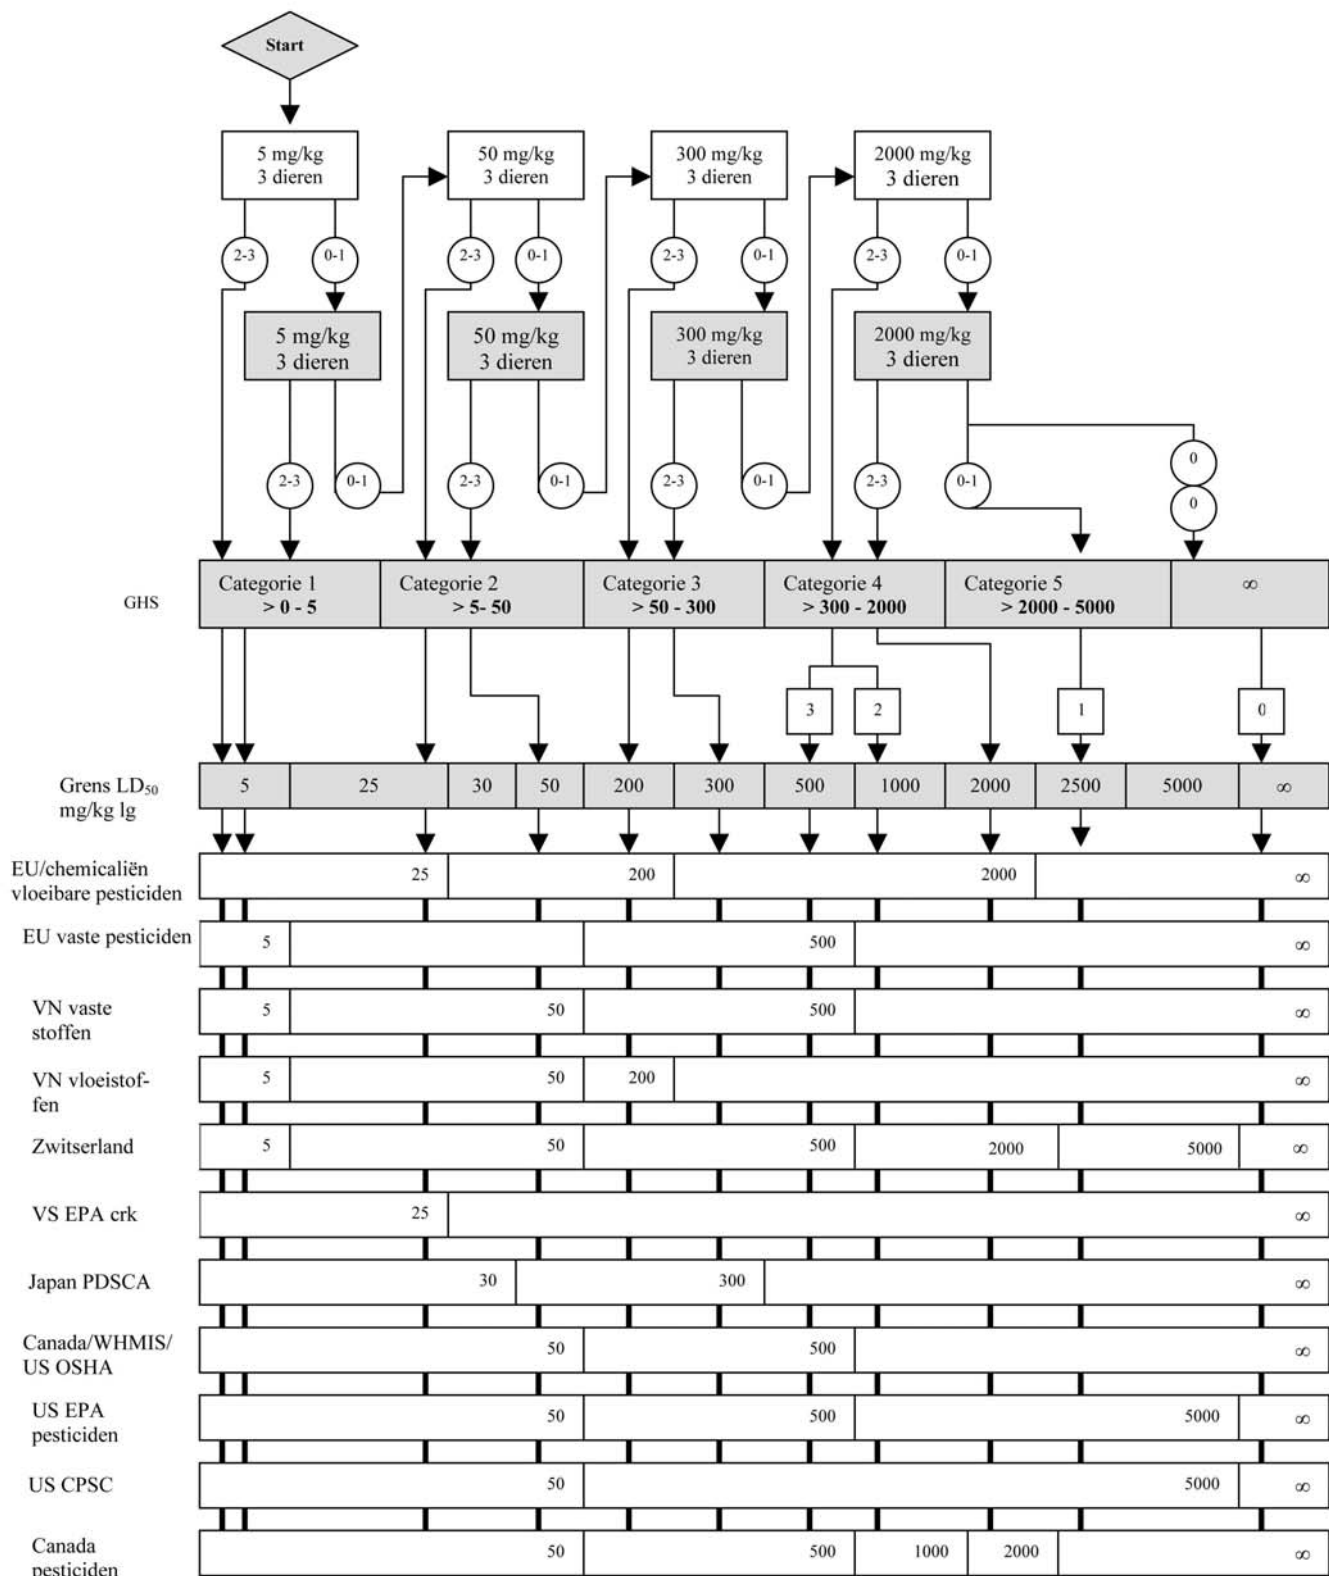 Start
5 mg/kg
3 dieren
50 mg/kg
3 dieren
300 mg/kg
3 dieren
2000 mg/kg
3 dieren
2-3
0-1
2-3
0-1
2-3
0-1
2-3
0-1
5 mg/kg
3 dieren
50 mg/kg
3 dieren
300 mg/kg
3 dieren
2000 mg/kg
3 dieren
2-3
0-1
2-3
0-1
2-3
0-1
2-3
0-1
0
0
GHS
Categorie 1
> 0 - 5
Categorie 2
> 5- 50
Categorie 3
> 50 - 300
Categorie 4
> 300 - 2000
Categorie 5
> 2000 - 5000
∞
3
2
1
0
Grens LD₅₀
mg/kg lg
5
25
30
50
200
300
500
1000
2000
2500
5000
∞
EU/chemicaliën
vloeibare pesticiden
25
200
2000
∞
EU vaste pesticiden
5
500
∞
VN vaste
stoffen
5
50
500
∞
VN vloeistof-
fen
5
50
200
∞
Zwitserland
5
50
500
2000
5000
∞
VS EPA crk
25
∞
Japan PDSCA
30
300
∞
Canada/WHMIS/
US OSHA
50
500
∞
US EPA
pesticiden
50
500
5000
∞
US CPSC
50
5000
∞
Canada
pesticiden
50
500
1000
2000
∞